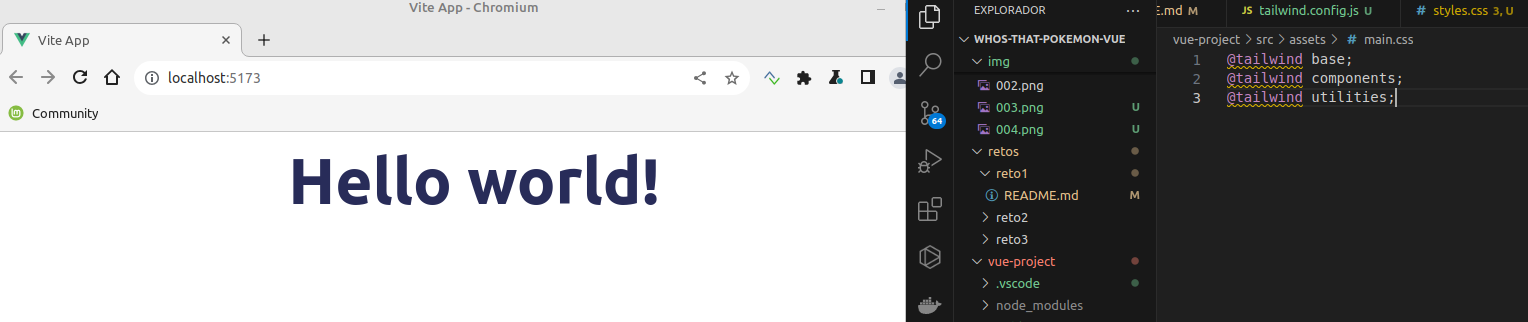 Vite App - Chromium
Vite App
localhost:5173
Community
Hello world!
64
EXPLORADOR
WHOS-THAT-POKEMON-VUE
img
002.png
003.png U
004.png U
retos
reto1
README.md M
reto2
reto3
vue-project
.vscode
node_modules
E.md M
JS tailwind.config.js U
# styles.css 3, U
vue-project > src > assets > # main.css
1 @tailwind base;
2 @tailwind components;
3 @tailwind utilities;